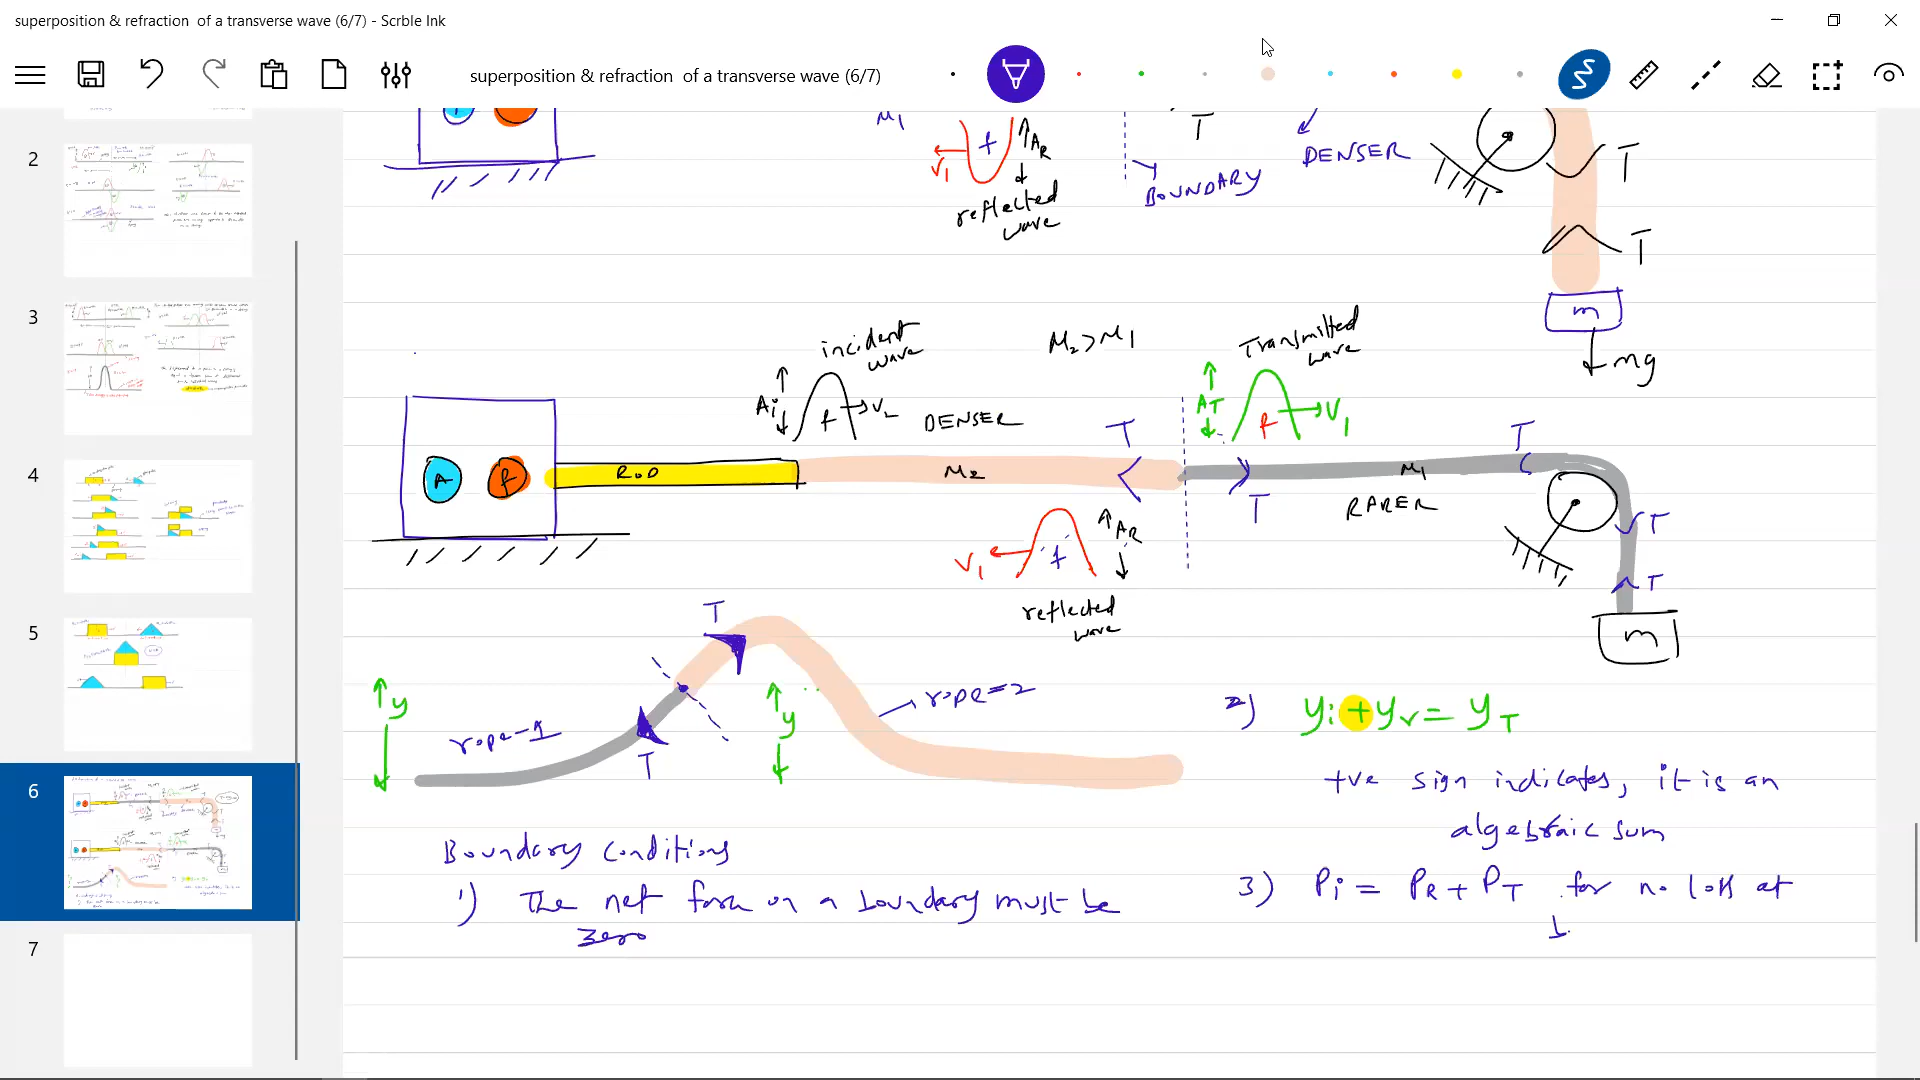 superposition & refraction of a transverse wave (6/7) - Scrble Ink
superposition & refraction of a transverse wave (6/7)
2
3
4
5
6
7
M1
V1
f
AR
reflected
wave
BOUNDARY
T
DENSER
T
T
m
mg
incident
wave
M2 > M1
Transmitted
wave
Ai
f
V2
DENSER
T
AT
f
V1
T
A
f
ROD
M2
T
M1
RARER
T
T
m
V1
f
AR
reflected
wave
T
y
rope-1
T
y
rope=2
2) yi + yr = yT
+ve sign indicates, it is an
algebraic sum
Boundary conditions
1) The net force on a boundary must be
zero
3) Pi = PR + PT for no loss at